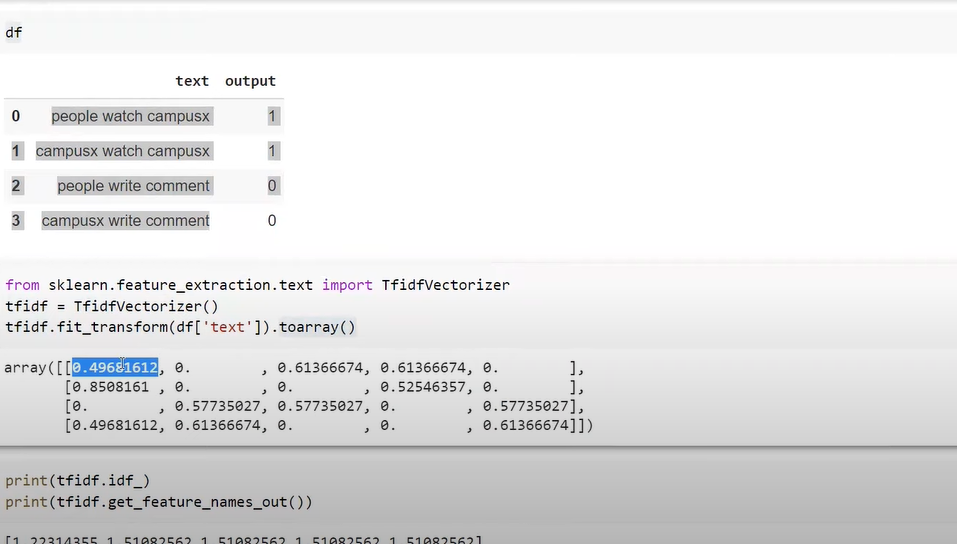 df
text output
0 people watch campusx 1
1 campusx watch campusx 1
2 people write comment 0
3 campusx write comment 0
from sklearn.feature_extraction.text import TfidfVectorizer
tfidf = TfidfVectorizer()
tfidf.fit_transform(df['text']).toarray()
array([[0.49681612, 0.        , 0.61366674, 0.61366674, 0.        ],
[0.8508161 , 0.        , 0.        , 0.52546357, 0.        ],
[0.        , 0.57735027, 0.57735027, 0.        , 0.57735027],
[0.49681612, 0.61366674, 0.        , 0.        , 0.61366674]])
print(tfidf.idf_)
print(tfidf.get_feature_names_out())
[1.22314355 1.51082562 1.51082562 1.51082562 1.51082562]